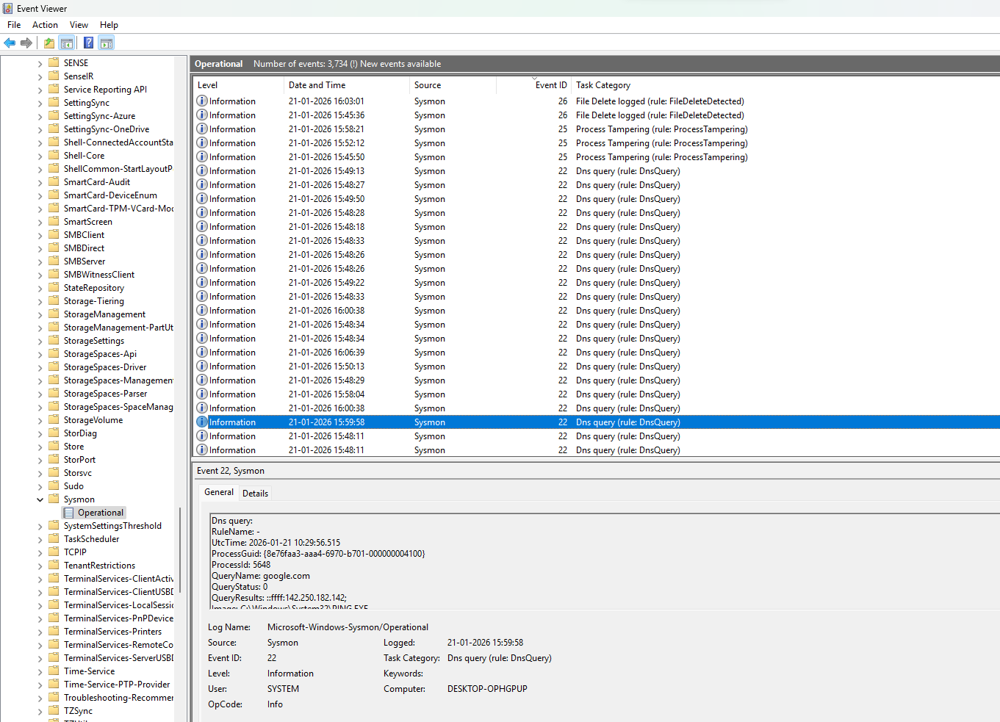 Event Viewer
File Action View Help
SENSE
SenseIR
Service Reporting API
SettingSync
SettingSync-Azure
SettingSync-OneDrive
Shell-ConnectedAccountSta
Shell-Core
ShellCommon-StartLayoutP
SmartCard-Audit
SmartCard-DeviceEnum
SmartCard-TPM-VCard-Moc
SmartScreen
SMBClient
SMBDirect
SMBServer
SMBWitnessClient
StateRepository
Storage-Tiering
StorageManagement
StorageManagement-PartUt
StorageSettings
StorageSpaces-Api
StorageSpaces-Driver
StorageSpaces-Management
StorageSpaces-Parser
StorageSpaces-SpaceManag
StorageVolume
StorDiag
Store
StorPort
Storsvc
Sudo
Sysmon
Operational
SystemSettingsThreshold
TaskScheduler
TCPIP
TenantRestrictions
TerminalServices-ClientActiv
TerminalServices-ClientUSBD
TerminalServices-LocalSessio
TerminalServices-PnPDevice
TerminalServices-Printers
TerminalServices-RemoteCo
TerminalServices-ServerUSBD
Time-Service
Time-Service-PTP-Provider
Troubleshooting-Recommer
TZSync
Operational Number of events: 3,734 (!) New events available
Level Date and Time Source Event ID Task Category
Information 21-01-2026 16:03:01 Sysmon 26 File Delete logged (rule: FileDeleteDetected)
Information 21-01-2026 15:45:36 Sysmon 26 File Delete logged (rule: FileDeleteDetected)
Information 21-01-2026 15:58:21 Sysmon 25 Process Tampering (rule: ProcessTampering)
Information 21-01-2026 15:52:12 Sysmon 25 Process Tampering (rule: ProcessTampering)
Information 21-01-2026 15:45:50 Sysmon 25 Process Tampering (rule: ProcessTampering)
Information 21-01-2026 15:49:13 Sysmon 22 Dns query (rule: DnsQuery)
Information 21-01-2026 15:48:27 Sysmon 22 Dns query (rule: DnsQuery)
Information 21-01-2026 15:49:50 Sysmon 22 Dns query (rule: DnsQuery)
Information 21-01-2026 15:48:28 Sysmon 22 Dns query (rule: DnsQuery)
Information 21-01-2026 15:48:18 Sysmon 22 Dns query (rule: DnsQuery)
Information 21-01-2026 15:48:33 Sysmon 22 Dns query (rule: DnsQuery)
Information 21-01-2026 15:48:26 Sysmon 22 Dns query (rule: DnsQuery)
Information 21-01-2026 15:48:26 Sysmon 22 Dns query (rule: DnsQuery)
Information 21-01-2026 15:49:22 Sysmon 22 Dns query (rule: DnsQuery)
Information 21-01-2026 15:48:33 Sysmon 22 Dns query (rule: DnsQuery)
Information 21-01-2026 16:00:38 Sysmon 22 Dns query (rule: DnsQuery)
Information 21-01-2026 15:48:34 Sysmon 22 Dns query (rule: DnsQuery)
Information 21-01-2026 15:48:34 Sysmon 22 Dns query (rule: DnsQuery)
Information 21-01-2026 16:06:39 Sysmon 22 Dns query (rule: DnsQuery)
Information 21-01-2026 15:50:13 Sysmon 22 Dns query (rule: DnsQuery)
Information 21-01-2026 15:48:29 Sysmon 22 Dns query (rule: DnsQuery)
Information 21-01-2026 15:58:04 Sysmon 22 Dns query (rule: DnsQuery)
Information 21-01-2026 16:00:38 Sysmon 22 Dns query (rule: DnsQuery)
Information 21-01-2026 15:59:58 Sysmon 22 Dns query (rule: DnsQuery)
Information 21-01-2026 15:48:11 Sysmon 22 Dns query (rule: DnsQuery)
Information 21-01-2026 15:48:11 Sysmon 22 Dns query (rule: DnsQuery)
Event 22, Sysmon
General Details
Dns query:
RuleName: -
UtcTime: 2026-01-21 10:29:56.515
ProcessGuid: {8e76faa3-aaa4-6970-b701-000000004100}
ProcessId: 5648
QueryName: google.com
QueryStatus: 0
QueryResults: ::ffff:142.250.182.142;
Image: C:\Windows\System32\PING.EXE
Log Name: Microsoft-Windows-Sysmon/Operational
Source: Sysmon Logged: 21-01-2026 15:59:58
Event ID: 22 Task Category: Dns query (rule: DnsQuery)
Level: Information Keywords:
User: SYSTEM Computer: DESKTOP-OPHGPUP
OpCode: Info